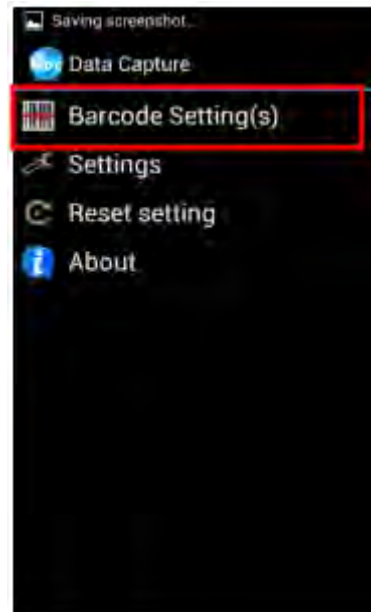 Saving screenshot...
Data Capture
Barcode Setting(s)
Settings
Reset setting
About